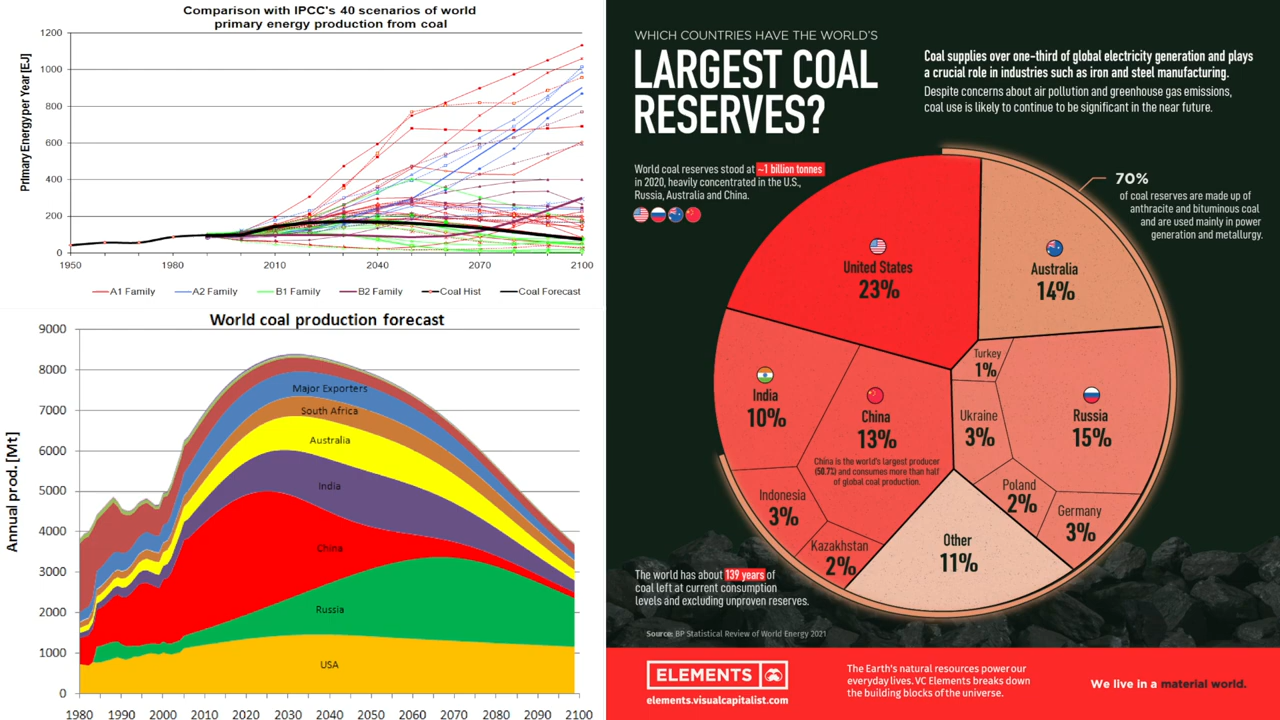 Comparison with IPCC's 40 scenarios of world
primary energy production from coal
Primary Energy per Year [EJ]
1200
1000
800
600
400
200
0
1950
1980
2010
2040
2070
2100
A1 Family
A2 Family
B1 Family
B2 Family
Coal Hist
Coal Forecast
World coal production forecast
Annual prod. [Mt]
9000
8000
7000
6000
5000
4000
3000
2000
1000
0
Major Exporters
South Africa
Australia
India
China
Russia
USA
1980
1990
2000
2010
2020
2030
2040
2050
2060
2070
2080
2090
2100
WHICH COUNTRIES HAVE THE WORLD'S
LARGEST COAL
RESERVES?
Coal supplies over one-third of global electricity generation and plays
a crucial role in industries such as iron and steel manufacturing.
Despite concerns about air pollution and greenhouse gas emissions,
coal use is likely to continue to be significant in the near future.
World coal reserves stood at ~1 billion tonnes
in 2020, heavily concentrated in the U.S.,
Russia, Australia and China.
70%
of coal reserves are made up of
anthracite and bituminous coal
and are used mainly in power
generation and metallurgy.
United States
23%
Australia
14%
Turkey
1%
India
10%
China
13%
China is the world's largest producer
(50.7%) and consumes more than half
of global coal production.
Ukraine
3%
Russia
15%
Indonesia
3%
Poland
2%
Germany
3%
Kazakhstan
2%
Other
11%
The world has about 139 years of
coal left at current consumption
levels and excluding unproven reserves.
Source: BP Statistical Review of World Energy 2021
ELEMENTS
elements.visualcapitalist.com
The Earth's natural resources power our
everyday lives. VC Elements breaks down
the building blocks of the universe.
We live in a material world.